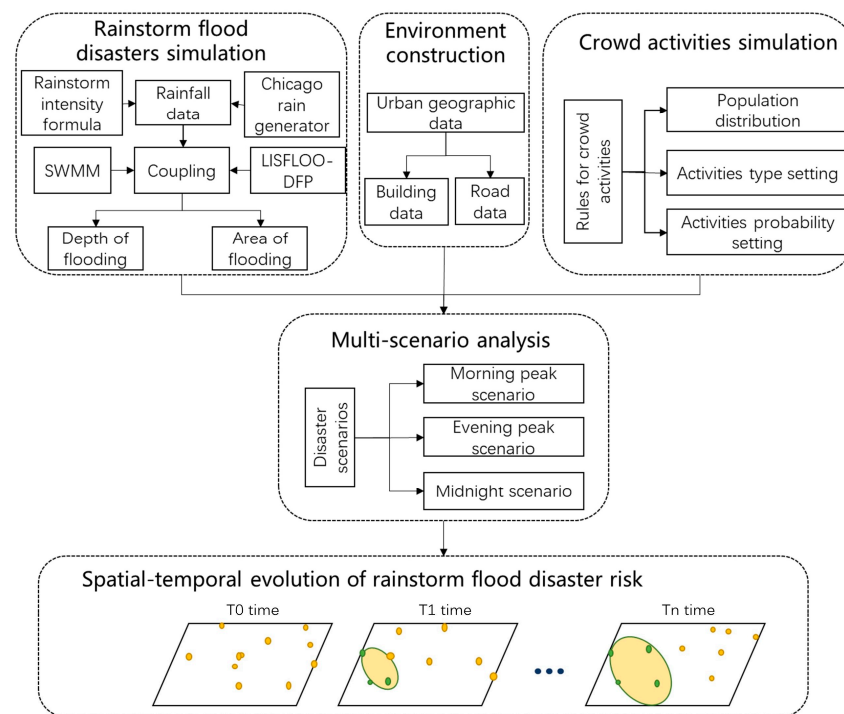 Rainstorm flood
disasters simulation
Rainstorm
intensity
formula
Rainfall
data
Chicago
rain
generator
SWMM
Coupling
LISFLOO-
DFP
Depth of
flooding
Area of
flooding
Environment
construction
Urban geographic
data
Building
data
Road
data
Crowd activities simulation
Rules for crowd
activities
Population
distribution
Activities type setting
Activities probability
setting
Multi-scenario analysis
Disaster
scenarios
Morning peak
scenario
Evening peak
scenario
Midnight scenario
Spatial-temporal evolution of rainstorm flood disaster risk
T0 time
T1 time
Tn time